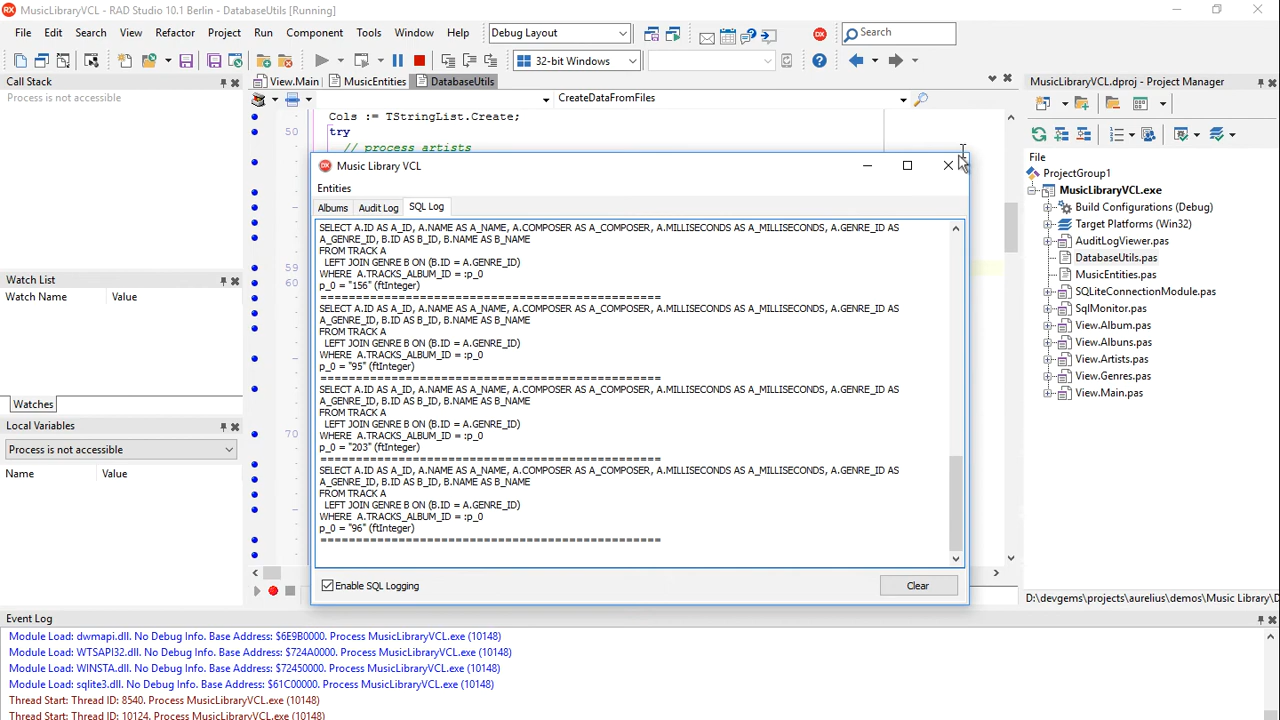 MusicLibraryVCL - RAD Studio 10.1 Berlin - DatabaseUtils [Running]
File Edit Search View Refactor Project Run Component Tools Window Help Debug Layout Search
32-bit Windows
Call Stack
Process is not accessible
View.Main MusicEntities DatabaseUtils
CreateDataFromFiles
Cols := TStringList.Create;
50 try
// process artists
59
60
70
Music Library VCL
Entities
Albums Audit Log SQL Log
SELECT A.ID AS A_ID, A.NAME AS A_NAME, A.COMPOSER AS A_COMPOSER, A.MILLISECONDS AS A_MILLISECONDS, A.GENRE_ID AS
A_GENRE_ID, B.ID AS B_ID, B.NAME AS B_NAME
FROM TRACK A
LEFT JOIN GENRE B ON (B.ID = A.GENRE_ID)
WHERE A.TRACKS_ALBUM_ID = :p_0
p_0 = "156" (ftInteger)
================================================
SELECT A.ID AS A_ID, A.NAME AS A_NAME, A.COMPOSER AS A_COMPOSER, A.MILLISECONDS AS A_MILLISECONDS, A.GENRE_ID AS
A_GENRE_ID, B.ID AS B_ID, B.NAME AS B_NAME
FROM TRACK A
LEFT JOIN GENRE B ON (B.ID = A.GENRE_ID)
WHERE A.TRACKS_ALBUM_ID = :p_0
p_0 = "95" (ftInteger)
================================================
SELECT A.ID AS A_ID, A.NAME AS A_NAME, A.COMPOSER AS A_COMPOSER, A.MILLISECONDS AS A_MILLISECONDS, A.GENRE_ID AS
A_GENRE_ID, B.ID AS B_ID, B.NAME AS B_NAME
FROM TRACK A
LEFT JOIN GENRE B ON (B.ID = A.GENRE_ID)
WHERE A.TRACKS_ALBUM_ID = :p_0
p_0 = "203" (ftInteger)
================================================
SELECT A.ID AS A_ID, A.NAME AS A_NAME, A.COMPOSER AS A_COMPOSER, A.MILLISECONDS AS A_MILLISECONDS, A.GENRE_ID AS
A_GENRE_ID, B.ID AS B_ID, B.NAME AS B_NAME
FROM TRACK A
LEFT JOIN GENRE B ON (B.ID = A.GENRE_ID)
WHERE A.TRACKS_ALBUM_ID = :p_0
p_0 = "96" (ftInteger)
================================================
Enable SQL Logging Clear
Watch List
Watch Name Value
Watches
Local Variables
Process is not accessible
Name Value
MusicLibraryVCL.dproj - Project Manager
File
ProjectGroup1
MusicLibraryVCL.exe
Build Configurations (Debug)
Target Platforms (Win32)
AuditLogViewer.pas
DatabaseUtils.pas
MusicEntities.pas
SQLiteConnectionModule.pas
SqlMonitor.pas
View.Album.pas
View.Albuns.pas
View.Artists.pas
View.Genres.pas
View.Main.pas
D:\devgems\projects\aurelius\demos\Music Library\D
Event Log
Module Load: dwmapi.dll. No Debug Info. Base Address: $6E9B0000. Process MusicLibraryVCL.exe (10148)
Module Load: WTSAPI32.dll. No Debug Info. Base Address: $724A0000. Process MusicLibraryVCL.exe (10148)
Module Load: WINSTA.dll. No Debug Info. Base Address: $72450000. Process MusicLibraryVCL.exe (10148)
Module Load: sqlite3.dll. No Debug Info. Base Address: $61C00000. Process MusicLibraryVCL.exe (10148)
Thread Start: Thread ID: 8540. Process MusicLibraryVCL.exe (10148)
Thread Start: Thread ID: 10124. Process MusicLibraryVCL.exe (10148)